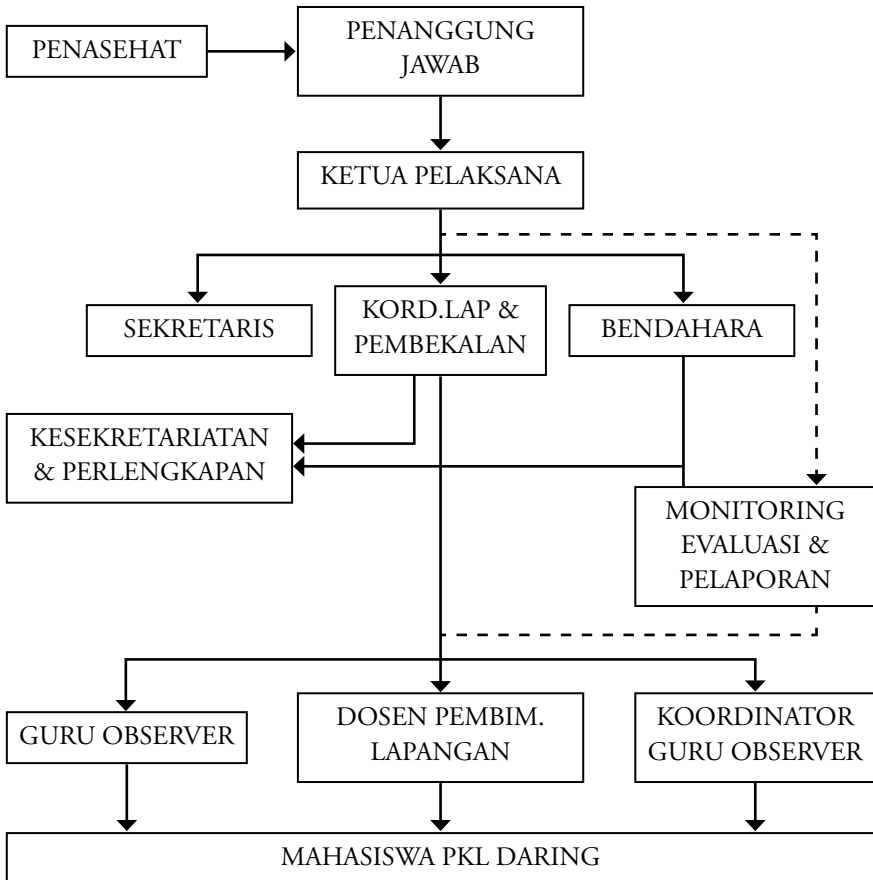 PENASEHAT
PENANGGUNG
JAWAB
KETUA PELAKSANA
SEKRETARIS
KORD.LAP &
PEMBEKALAN
BENDAHARA
KESEKRETARIATAN
& PERLENGKAPAN
MONITORING
EVALUASI &
PELAPORAN
GURU OBSERVER
DOSEN PEMBIM.
LAPANGAN
KOORDINATOR
GURU OBSERVER
MAHASISWA PKL DARING